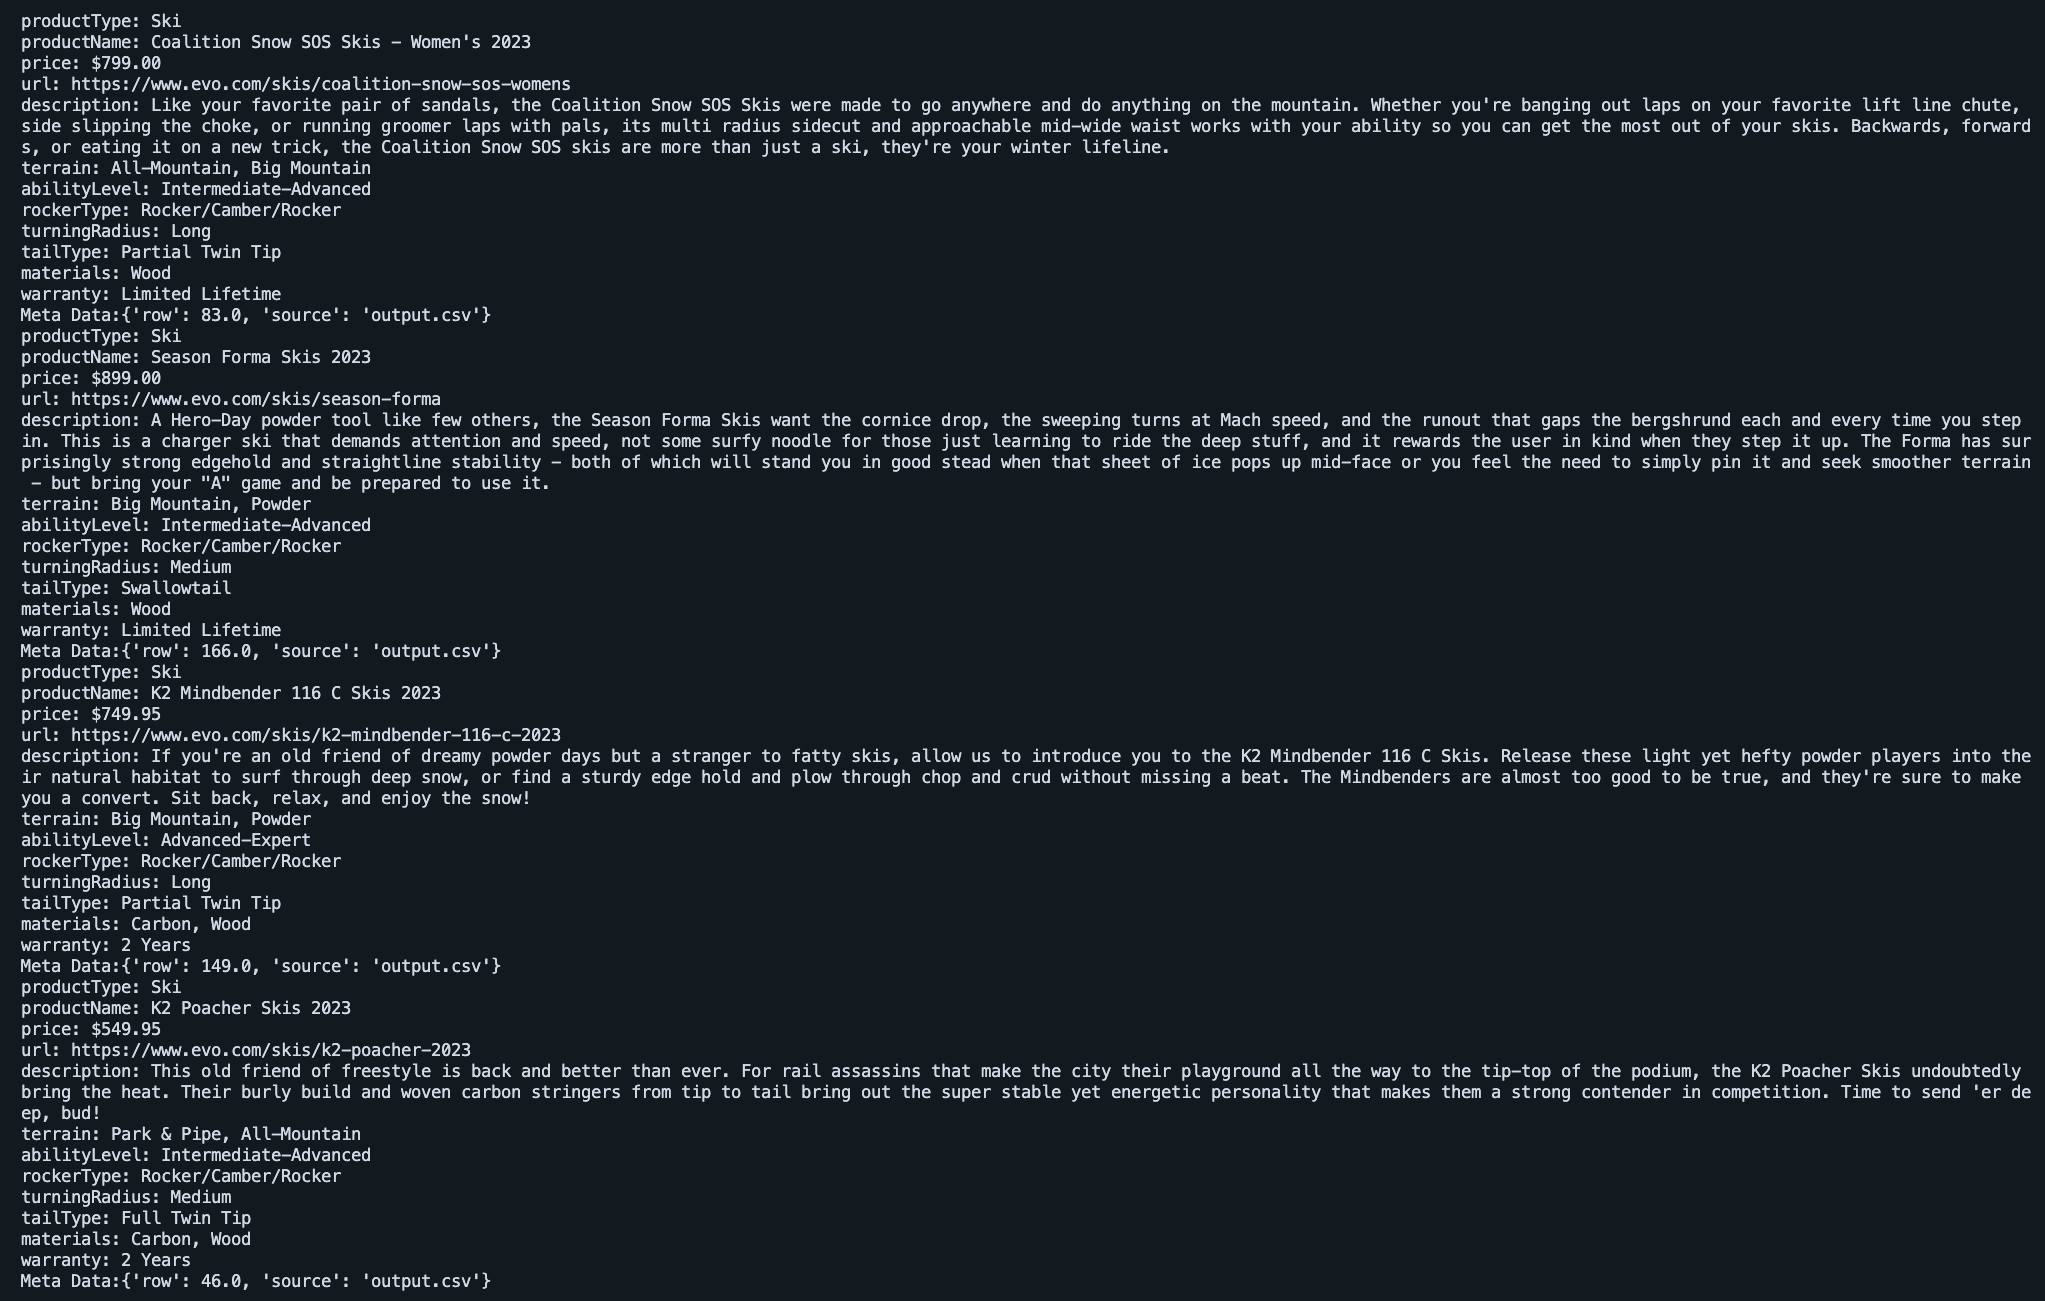 productType: Ski
productName: Coalition Snow SOS Skis - Women's 2023
price: $799.00
url: https://www.evo.com/skis/coalition-snow-sos-womens
description: Like your favorite pair of sandals, the Coalition Snow SOS Skis were made to go anywhere and do anything on the mountain. Whether you're banging out laps on your favorite lift line chute,
side slipping the choke, or running groomer laps with pals, its multi radius sidecut and approachable mid-wide waist works with your ability so you can get the most out of your skis. Backwards, forward
s, or eating it on a new trick, the Coalition Snow SOS skis are more than just a ski, they're your winter lifeline.
terrain: All-Mountain, Big Mountain
abilityLevel: Intermediate-Advanced
rockerType: Rocker/Camber/Rocker
turningRadius: Long
tailType: Partial Twin Tip
materials: Wood
warranty: Limited Lifetime
Meta Data:{'row': 83.0, 'source': 'output.csv'}
productType: Ski
productName: Season Forma Skis 2023
price: $899.00
url: https://www.evo.com/skis/season-forma
description: A Hero-Day powder tool like few others, the Season Forma Skis want the cornice drop, the sweeping turns at Mach speed, and the runout that gaps the bergshrund each and every time you step
in. This is a charger ski that demands attention and speed, not some surfy noodle for those just learning to ride the deep stuff, and it rewards the user in kind when they step it up. The Forma has sur
prisingly strong edgehold and straightline stability - both of which will stand you in good stead when that sheet of ice pops up mid-face or you feel the need to simply pin it and seek smoother terrain
 - but bring your "A" game and be prepared to use it.
terrain: Big Mountain, Powder
abilityLevel: Intermediate-Advanced
rockerType: Rocker/Camber/Rocker
turningRadius: Medium
tailType: Swallowtail
materials: Wood
warranty: Limited Lifetime
Meta Data:{'row': 166.0, 'source': 'output.csv'}
productType: Ski
productName: K2 Mindbender 116 C Skis 2023
price: $749.95
url: https://www.evo.com/skis/k2-mindbender-116-c-2023
description: If you're an old friend of dreamy powder days but a stranger to fatty skis, allow us to introduce you to the K2 Mindbender 116 C Skis. Release these light yet hefty powder players into the
ir natural habitat to surf through deep snow, or find a sturdy edge hold and plow through chop and crud without missing a beat. The Mindbenders are almost too good to be true, and they're sure to make
you a convert. Sit back, relax, and enjoy the snow!
terrain: Big Mountain, Powder
abilityLevel: Advanced-Expert
rockerType: Rocker/Camber/Rocker
turningRadius: Long
tailType: Partial Twin Tip
materials: Carbon, Wood
warranty: 2 Years
Meta Data:{'row': 149.0, 'source': 'output.csv'}
productType: Ski
productName: K2 Poacher Skis 2023
price: $549.95
url: https://www.evo.com/skis/k2-poacher-2023
description: This old friend of freestyle is back and better than ever. For rail assassins that make the city their playground all the way to the tip-top of the podium, the K2 Poacher Skis undoubtedly
bring the heat. Their burly build and woven carbon stringers from tip to tail bring out the super stable yet energetic personality that makes them a strong contender in competition. Time to send 'er de
ep, bud!
terrain: Park & Pipe, All-Mountain
abilityLevel: Intermediate-Advanced
rockerType: Rocker/Camber/Rocker
turningRadius: Medium
tailType: Full Twin Tip
materials: Carbon, Wood
warranty: 2 Years
Meta Data:{'row': 46.0, 'source': 'output.csv'}